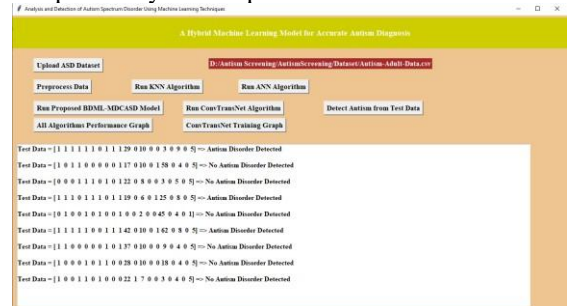 Analysis and Detection of Autism Spectrum Disorder Using Machine Learning Techniques
A Hybrid Machine Learning Model for Accurate Autism Diagnosis
Upload ASD Dataset
D:/Autism Screening/AutismScreening/Dataset/Autism-Adult-Data.csv
Preprocess Data Run KNN Algorithm Run ANN Algorithm
Run Proposed BDML-MDCASD Model Run ConvTransNet Algorithm Detect Autism from Test Data
All Algorithms Performance Graph ConvTransNet Training Graph
Test Data = [1 1 1 1 1 1 0 1 1 1 29 0 10 0 0 3 0 9 0 5] => Autism Disorder Detected
Test Data = [1 0 1 1 0 0 0 0 0 1 17 0 10 0 1 58 0 4 0 5] => No Autism Disorder Detected
Test Data = [0 0 0 1 1 1 0 1 0 1 22 0 8 0 0 3 0 5 0 5] => No Autism Disorder Detected
Test Data = [1 1 1 0 1 1 1 0 1 1 19 0 6 0 1 25 0 8 0 5] => Autism Disorder Detected
Test Data = [0 1 0 0 1 0 1 0 0 1 0 0 2 0 0 45 0 4 0 1] => No Autism Disorder Detected
Test Data = [1 1 1 1 1 0 0 1 1 1 42 0 10 0 1 62 0 8 0 5] => Autism Disorder Detected
Test Data = [1 1 0 0 0 0 0 1 0 1 37 0 10 0 0 9 0 4 0 5] => No Autism Disorder Detected
Test Data = [1 0 0 0 1 0 1 1 0 0 28 0 10 0 0 18 0 4 0 5] => No Autism Disorder Detected
Test Data = [1 0 0 1 1 0 1 0 0 0 22 1 7 0 0 3 0 4 0 5] => No Autism Disorder Detected